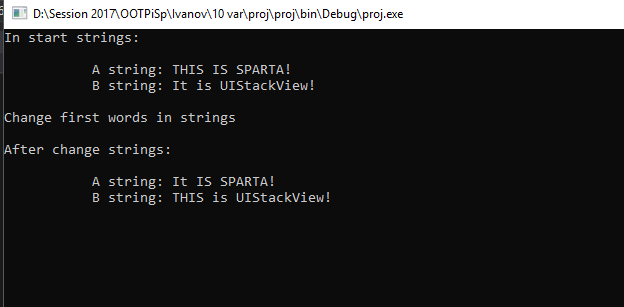 D:\Session 2017\OOTPiSp\Ivanov\10 var\proj\proj\bin\Debug\proj.exe
In start strings:
A string: THIS IS SPARTA!
B string: It is UIStackView!
Change first words in strings
After change strings:
A string: It IS SPARTA!
B string: THIS is UIStackView!